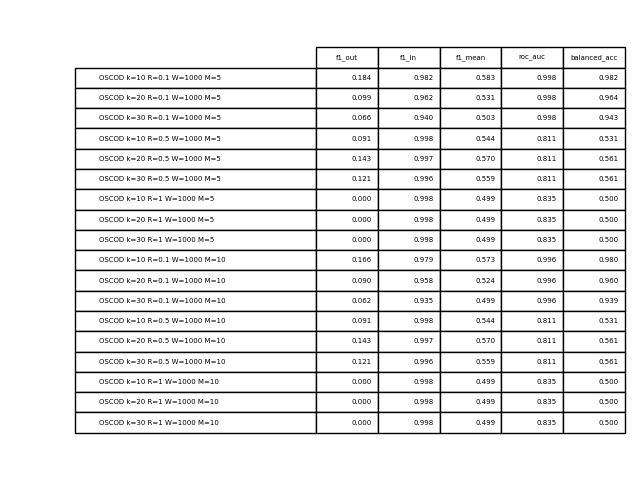 f1_out f1_in f1_mean roc_auc balanced_acc
OSCOD k=10 R=0.1 W=1000 M=5 0.184 0.982 0.583 0.998 0.982
OSCOD k=20 R=0.1 W=1000 M=5 0.099 0.962 0.531 0.998 0.964
OSCOD k=30 R=0.1 W=1000 M=5 0.066 0.940 0.503 0.998 0.943
OSCOD k=10 R=0.5 W=1000 M=5 0.091 0.998 0.544 0.811 0.531
OSCOD k=20 R=0.5 W=1000 M=5 0.143 0.997 0.570 0.811 0.561
OSCOD k=30 R=0.5 W=1000 M=5 0.121 0.996 0.559 0.811 0.561
OSCOD k=10 R=1 W=1000 M=5 0.000 0.998 0.499 0.835 0.500
OSCOD k=20 R=1 W=1000 M=5 0.000 0.998 0.499 0.835 0.500
OSCOD k=30 R=1 W=1000 M=5 0.000 0.998 0.499 0.835 0.500
OSCOD k=10 R=0.1 W=1000 M=10 0.166 0.979 0.573 0.996 0.980
OSCOD k=20 R=0.1 W=1000 M=10 0.090 0.958 0.524 0.996 0.960
OSCOD k=30 R=0.1 W=1000 M=10 0.062 0.935 0.499 0.996 0.939
OSCOD k=10 R=0.5 W=1000 M=10 0.091 0.998 0.544 0.811 0.531
OSCOD k=20 R=0.5 W=1000 M=10 0.143 0.997 0.570 0.811 0.561
OSCOD k=30 R=0.5 W=1000 M=10 0.121 0.996 0.559 0.811 0.561
OSCOD k=10 R=1 W=1000 M=10 0.000 0.998 0.499 0.835 0.500
OSCOD k=20 R=1 W=1000 M=10 0.000 0.998 0.499 0.835 0.500
OSCOD k=30 R=1 W=1000 M=10 0.000 0.998 0.499 0.835 0.500